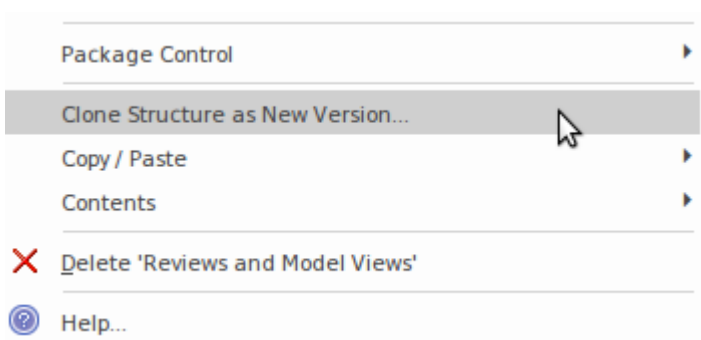 Package Control
Clone Structure as New Version...
Copy / Paste
Contents
Delete 'Reviews and Model Views'
Help...